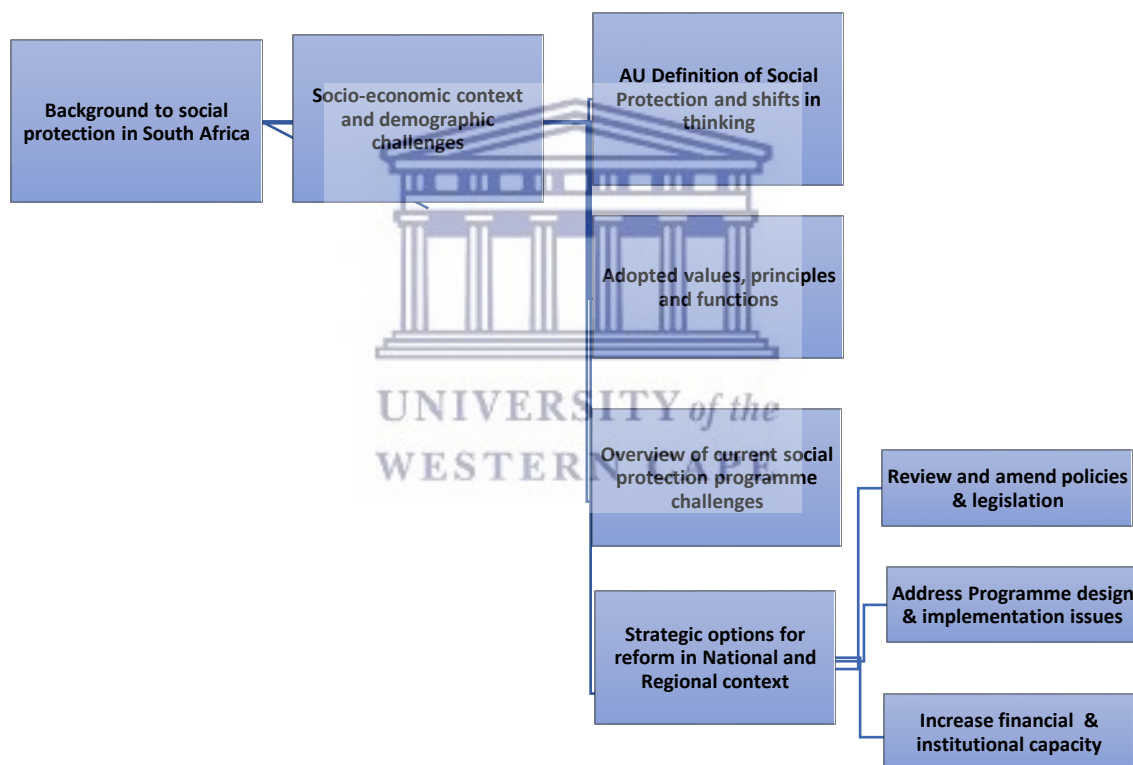 Background to social
protection in South Africa
Socio-economic context
and demographic
challenges
AU Definition of Social
Protection and shifts in
thinking
Adopted values, principles
and functions
Overview of current social
protection programme
challenges
Strategic options for
reform in National and
Regional context
Review and amend policies
& legislation
Address Programme design
& implementation issues
Increase financial &
institutional capacity
UNIVERSITY of the
WESTERN CAPE